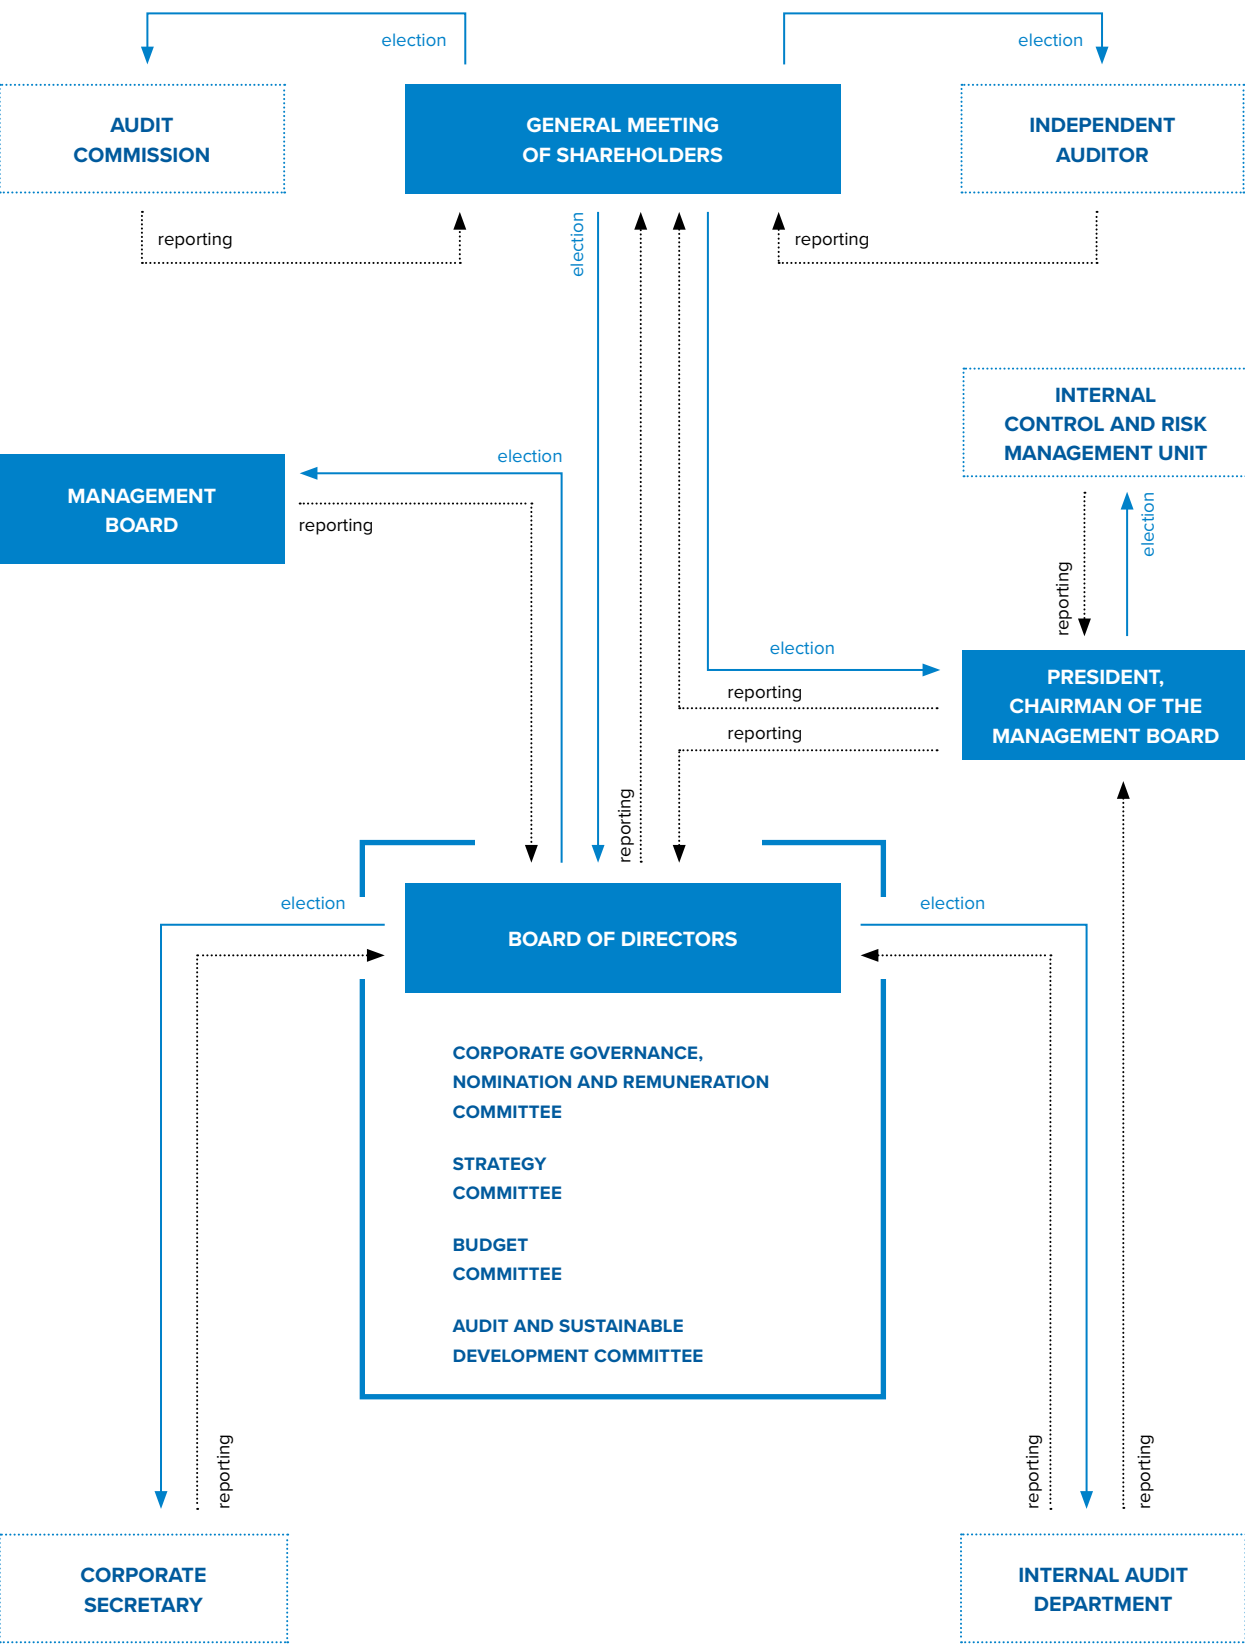 election
election
AUDIT
COMMISSION
GENERAL MEETING
OF SHAREHOLDERS
INDEPENDENT
AUDITOR
reporting
election
reporting
INTERNAL
CONTROL AND RISK
MANAGEMENT UNIT
election
MANAGEMENT
BOARD
reporting
election
reporting
election
PRESIDENT,
CHAIRMAN OF THE
MANAGEMENT BOARD
reporting
reporting
reporting
election
election
BOARD OF DIRECTORS
CORPORATE GOVERNANCE,
NOMINATION AND REMUNERATION
COMMITTEE
STRATEGY
COMMITTEE
BUDGET
COMMITTEE
AUDIT AND SUSTAINABLE
DEVELOPMENT COMMITTEE
reporting
reporting
reporting
CORPORATE
SECRETARY
INTERNAL AUDIT
DEPARTMENT